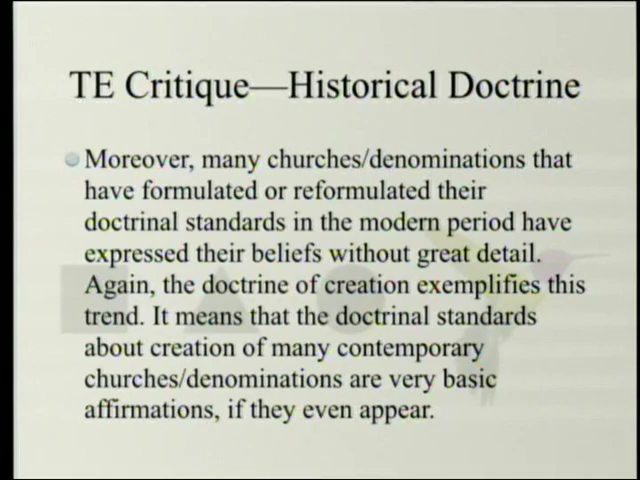 TE Critique—Historical Doctrine
Moreover, many churches/denominations that
have formulated or reformulated their
doctrinal standards in the modern period have
expressed their beliefs without great detail.
Again, the doctrine of creation exemplifies this
trend. It means that the doctrinal standards
about creation of many contemporary
churches/denominations are very basic
affirmations, if they even appear.